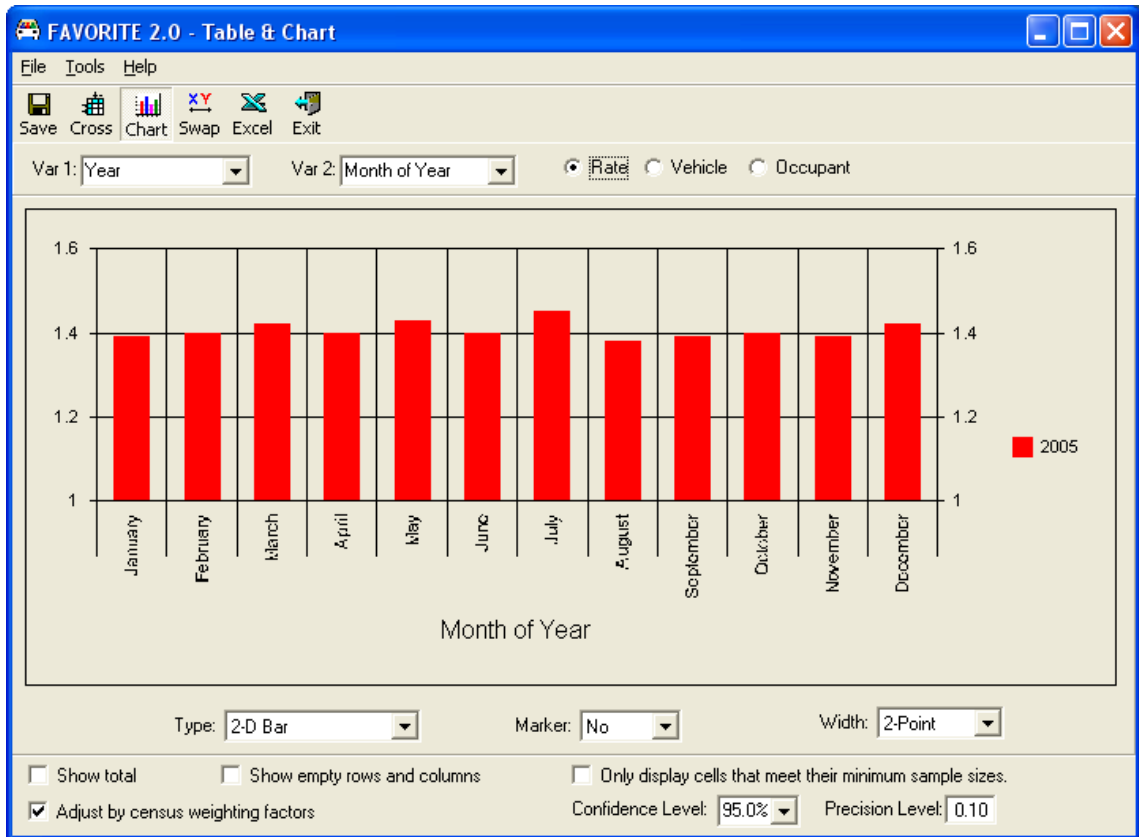 FAVORITE 2.0 - Table & Chart
File Tools Help
Save Cross Chart Swap Excel Exit
Var 1: Year Var 2: Month of Year Rate Vehicle Occupant
1.6 1.6
1.4 1.4
1.2 1.2
2005
1 1
January February March April May June July August September October November December
Month of Year
Type: 2-D Bar Marker: No Width: 2-Point
Show total Show empty rows and columns Only display cells that meet their minimum sample sizes.
Adjust by census weighting factors Confidence Level: 95.0% Precision Level: 0.10